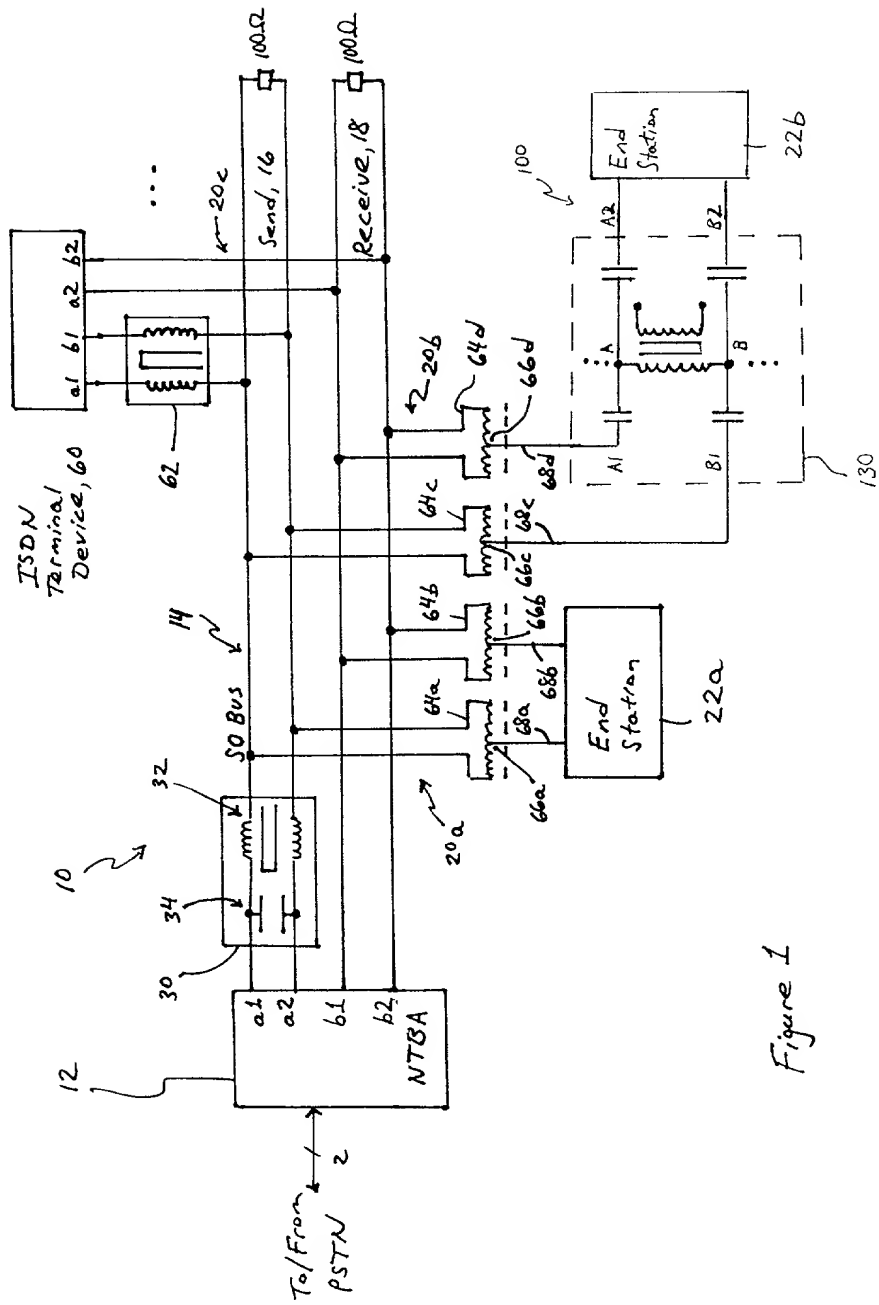 ISDN
Terminal
Device, 60
a1 b1 a2 b2
62
20c
...
100Ω
Send, 16
100Ω
Receive, 18
10
32
34
30
S0 Bus
14
12
a1
a2
b1
b2
NTBA
To/From
PSTN
2
20a
20b
64a
64b
64c
64d
66a
66b
66c
66d
68a
68b
68c
68d
End
Station
22a
100
A1
A
A2
B1
B
B2
130
End
Station
22b
Figure 1